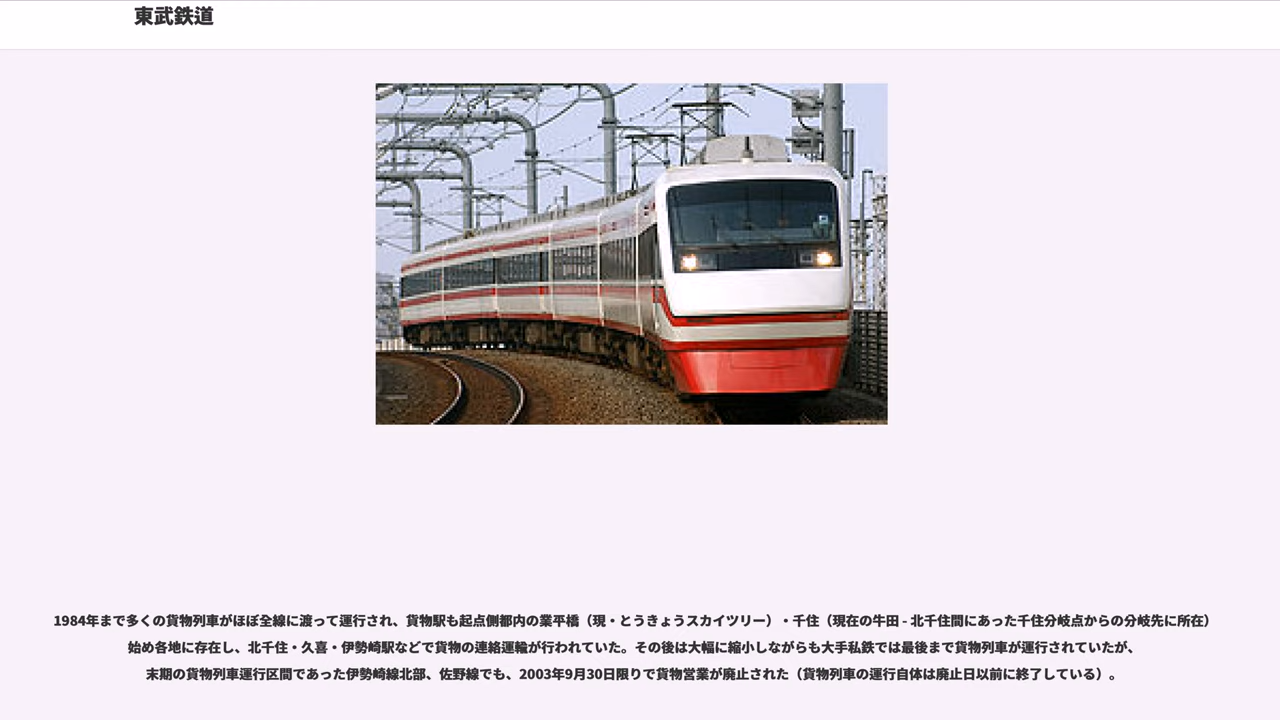 東武鉄道
1984年まで多くの貨物列車がほぼ全線に渡って運行され、貨物駅も起点側都内の業平橋（現・とうきょうスカイツリー）・千住（現在の牛田 - 北千住間にあった千住分岐点からの分岐先に所在）
始め各地に存在し、北千住・久喜・伊勢崎駅などで貨物の連絡運輸が行われていた。その後は大幅に縮小しながらも大手私鉄では最後まで貨物列車が運行されていたが、
末期の貨物列車運行区間であった伊勢崎線北部、佐野線でも、2003年9月30日限りで貨物営業が廃止された（貨物列車の運行自体は廃止日以前に終了している）。